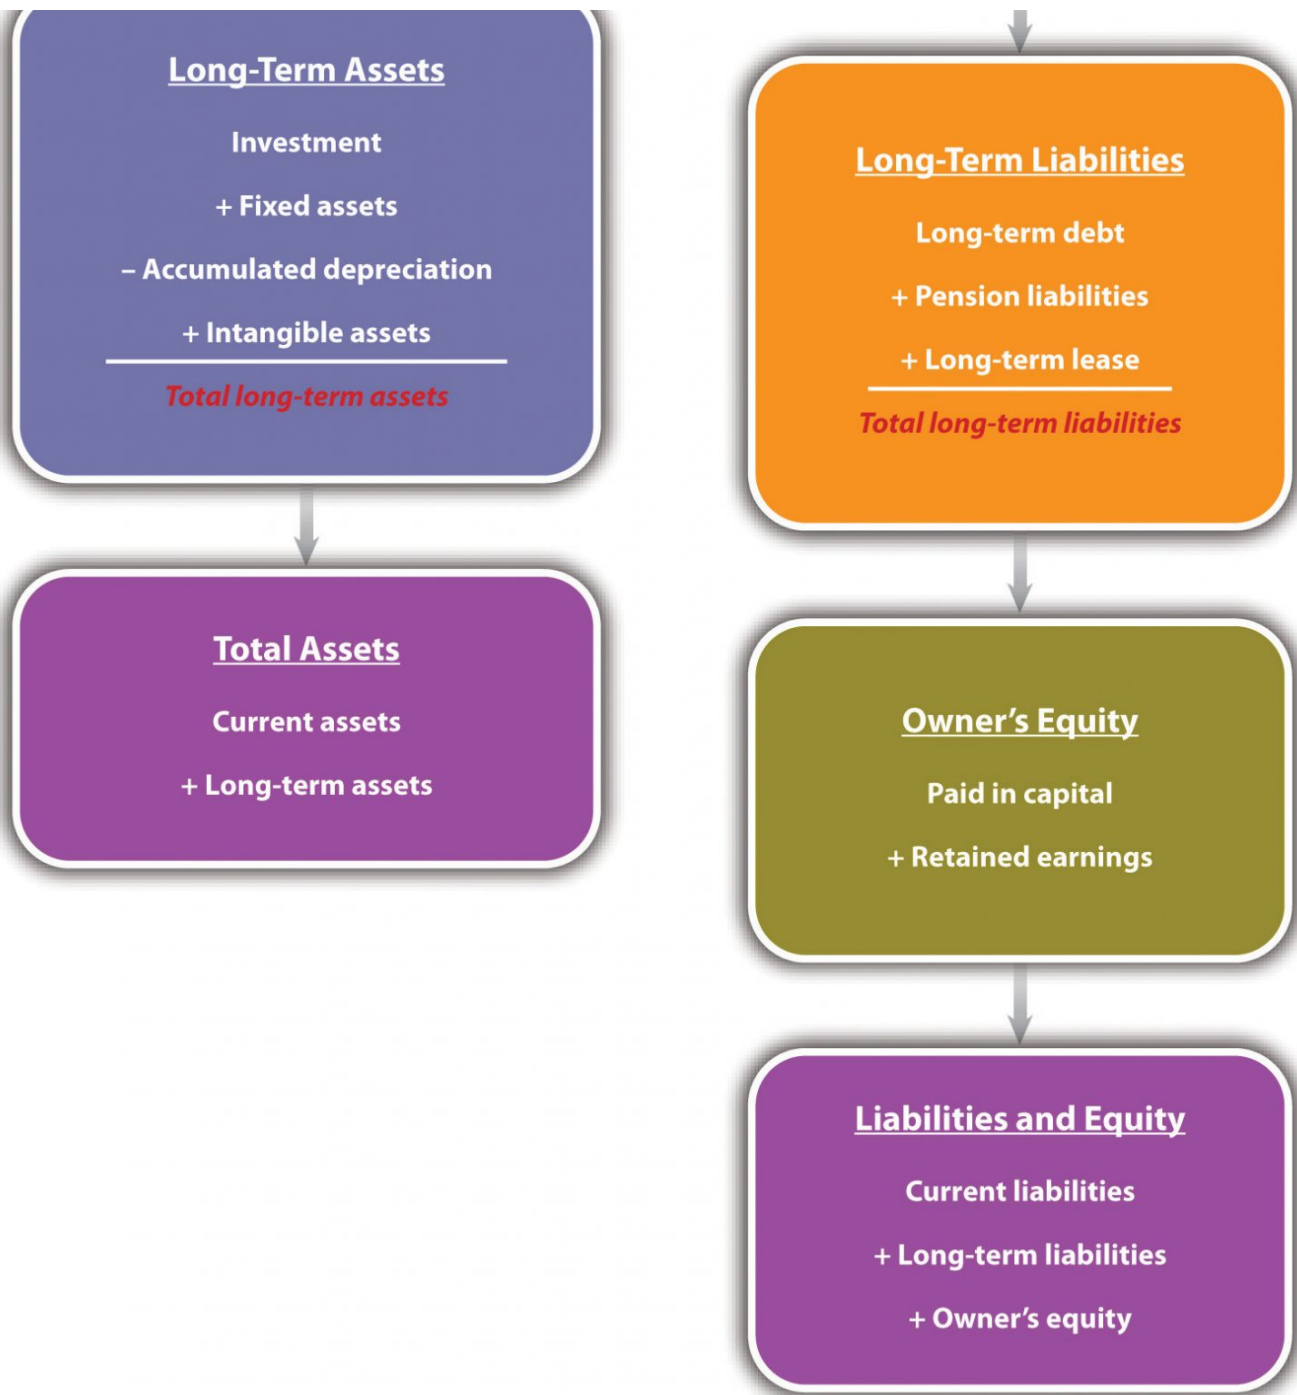 Long-Term Assets
Investment
+ Fixed assets
– Accumulated depreciation
+ Intangible assets
Total long-term assets
Total Assets
Current assets
+ Long-term assets
Long-Term Liabilities
Long-term debt
+ Pension liabilities
+ Long-term lease
Total long-term liabilities
Owner’s Equity
Paid in capital
+ Retained earnings
Liabilities and Equity
Current liabilities
+ Long-term liabilities
+ Owner’s equity